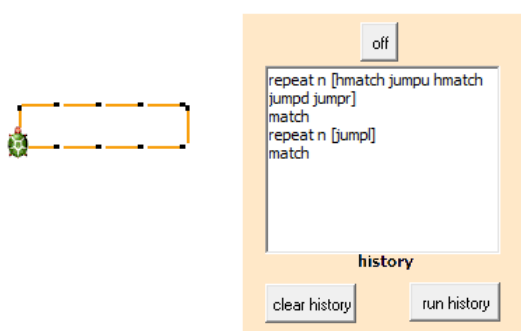 off
repeat n [hmatch jumpu hmatch
jumpd jumpr]
match
repeat n [jumpl]
match
history
clear history
run history